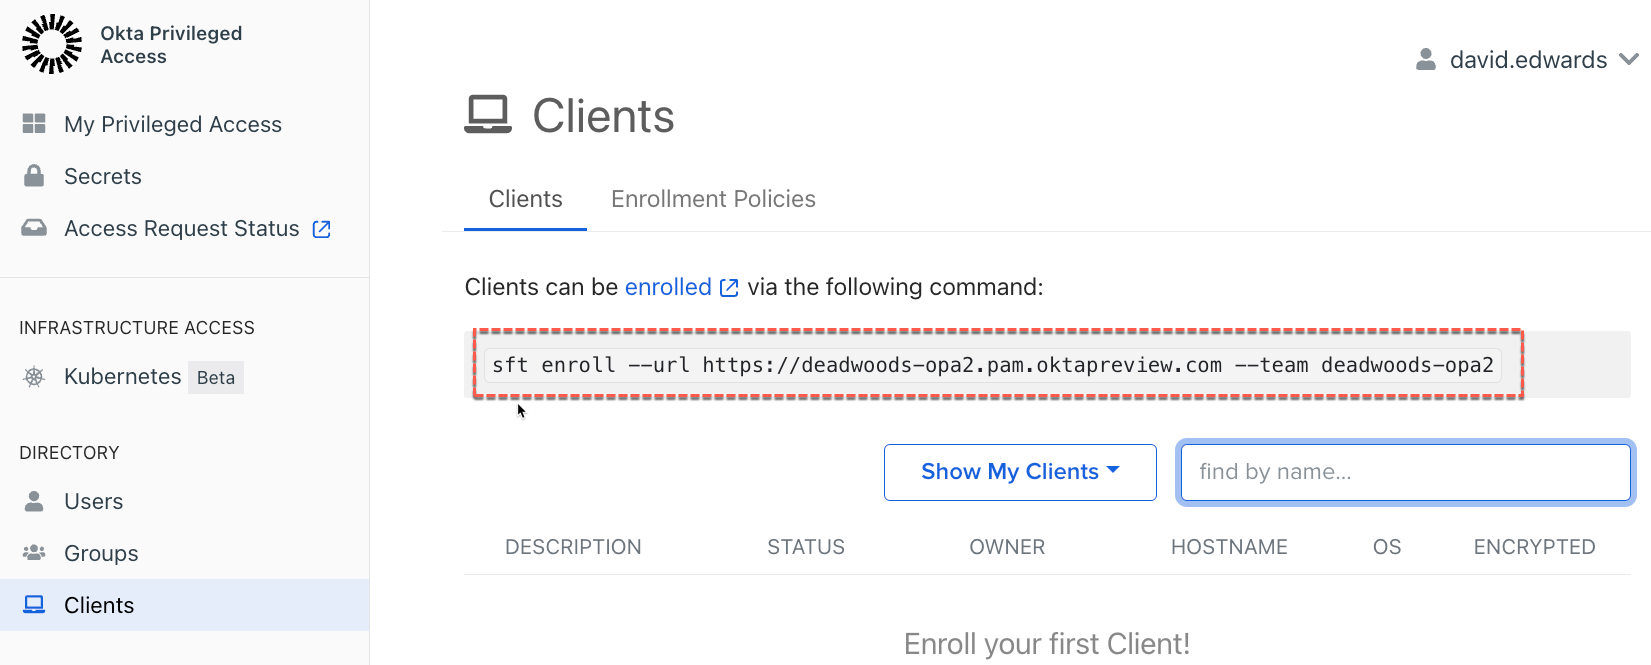 Okta Privileged
Access
My Privileged Access
Secrets
Access Request Status
INFRASTRUCTURE ACCESS
Kubernetes Beta
DIRECTORY
Users
Groups
Clients
david.edwards
Clients
Clients Enrollment Policies
Clients can be enrolled via the following command:
sft enroll --url https://deadwoods-opa2.pam.oktapreview.com --team deadwoods-opa2
Show My Clients find by name...
DESCRIPTION STATUS OWNER HOSTNAME OS ENCRYPTED
Enroll your first Client!